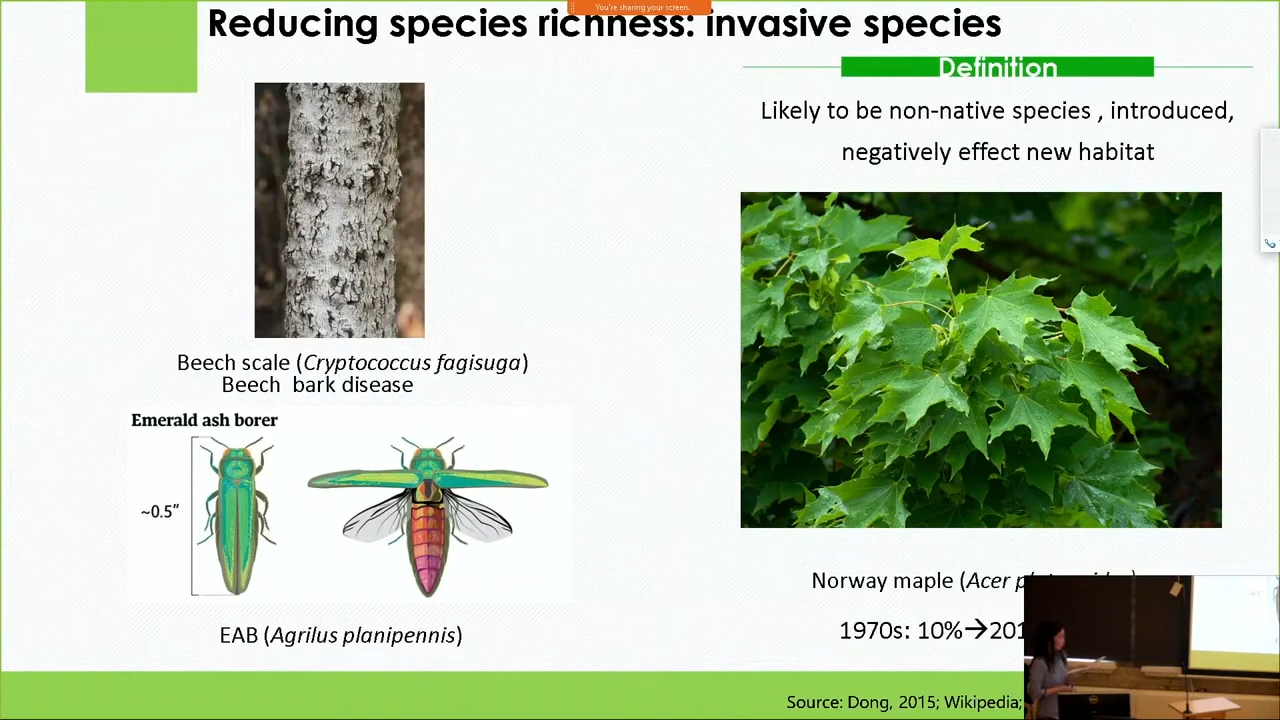 You're sharing your screen.
Reducing species richness: invasive species
Definition
Likely to be non-native species , introduced,
negatively effect new habitat
Beech scale (Cryptococcus fagisuga)
Beech bark disease
Emerald ash borer
~0.5"
EAB (Agrilus planipennis)
Norway maple (Acer
1970s: 10%→201
Source: Dong, 2015; Wikipedia;